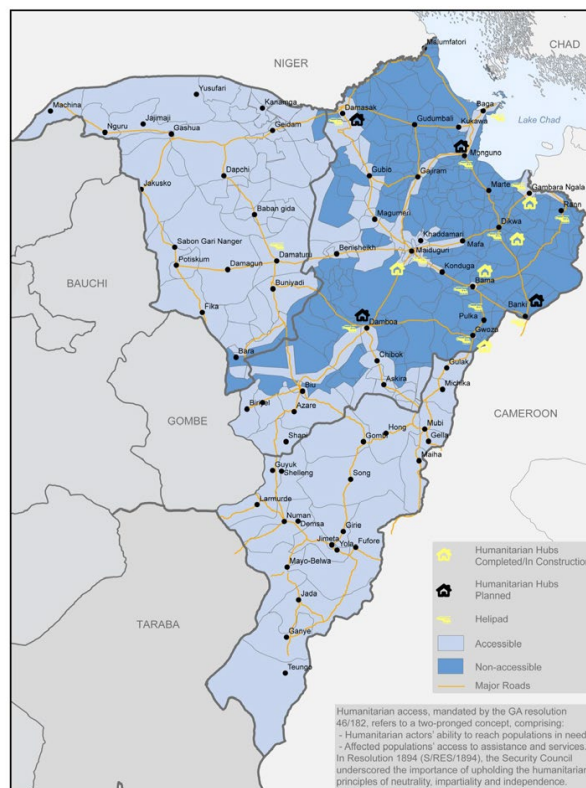 NIGER
CHAD
Malumfatori
Lake Chad
Yusufari
Kanamga
Machina
Jajimaji
Nguru
Gashua
Geidam
Damasak
Gudumbali
Baga
Kukawa
Monguno
Dapchi
Gubio
Gajiram
Marte
Gambara Ngala
Jakusko
Baban gida
Magumeri
Rann
Dikwa
Khaddamari
Mafa
Sabon Gari Nanger
Potiskum
Damagun
Damaturu
Benisheikh
Maiduguri
Konduga
Bama
BAUCHI
Buniyadi
Banki
Fika
Damboa
Pulka
Gwoza
Bara
Chibok
Gulak
Askira
Michika
CAMEROON
GOMBE
Biu
Azare
Shani
Hong
Gombi
Mubi
Gella
Maiha
Guyuk
Shelleng
Song
Lamurde
Numan
Demsa
Girie
Jimeta
Yola
Fufore
Mayo-Belwa
TARABA
Jada
Ganye
Teungo
Humanitarian Hubs
Completed/In Construction
Humanitarian Hubs
Planned
Helipad
Accessible
Non-accessible
Major Roads
Humanitarian access, mandated by the GA resolution
46/182, refers to a two-pronged concept, comprising:
- Humanitarian actors' ability to reach populations in need
- Affected populations' access to assistance and services.
In Resolution 1894 (S/RES/1894), the Security Council
underscored the importance of upholding the humanitarian
principles of neutrality, impartiality and independence.